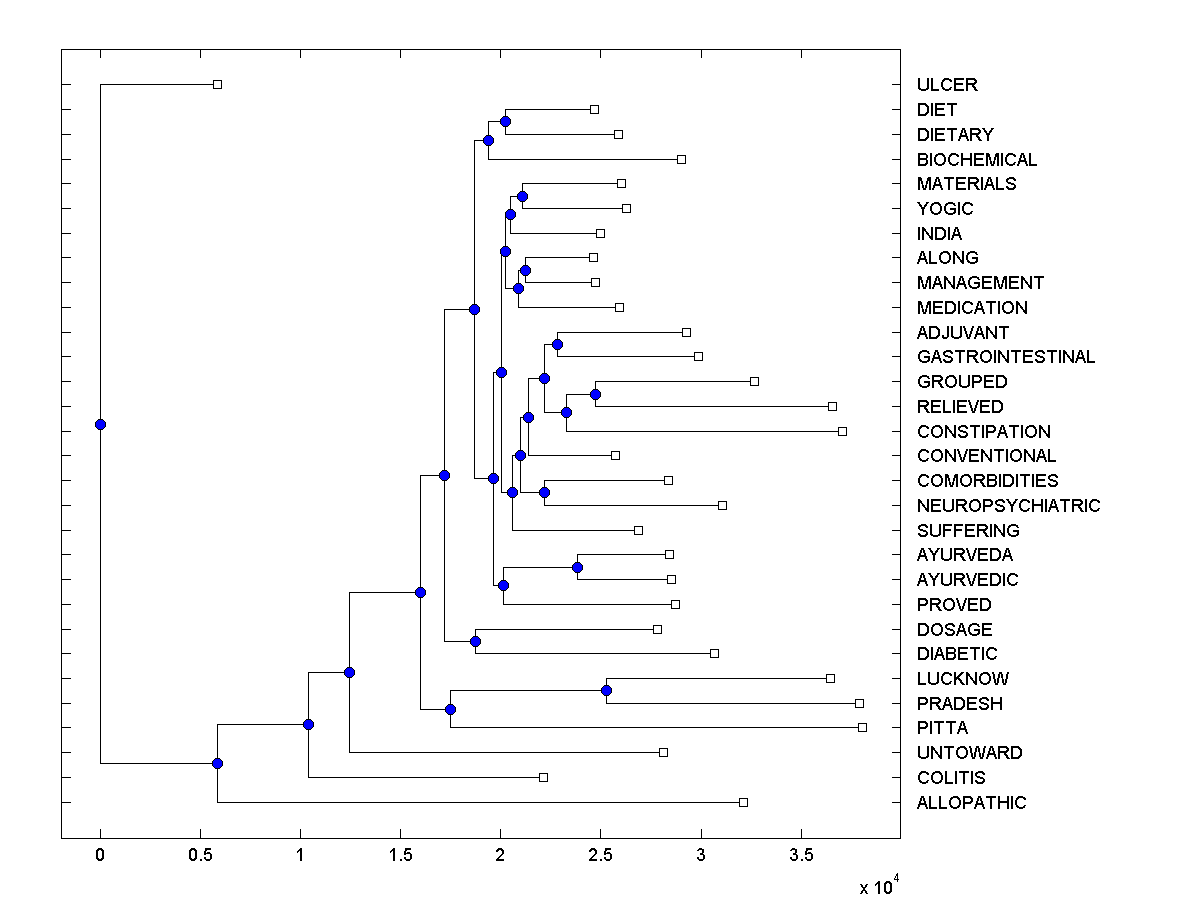 ULCER
DIET
DIETARY
BIOCHEMICAL
MATERIALS
YOGIC
INDIA
ALONG
MANAGEMENT
MEDICATION
ADJUVANT
GASTROINTESTINAL
GROUPED
RELIEVED
CONSTIPATION
CONVENTIONAL
COMORBIDITIES
NEUROPSYCHIATRIC
SUFFERING
AYURVEDA
AYURVEDIC
PROVED
DOSAGE
DIABETIC
LUCKNOW
PRADESH
PITTA
UNTOWARD
COLITIS
ALLOPATHIC
0 0.5 1 1.5 2 2.5 3 3.5
x 10^4